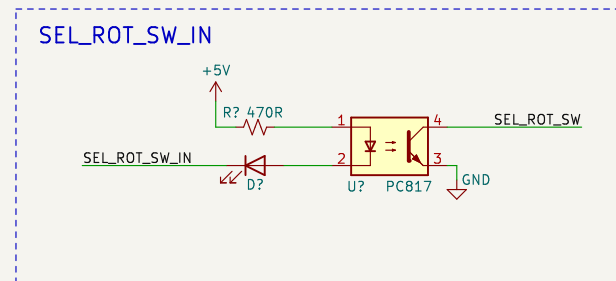 SEL_ROT_SW_IN
+5V
R? 470R
1
4
SEL_ROT_SW
SEL_ROT_SW_IN
2
3
D?
U?
PC817
GND